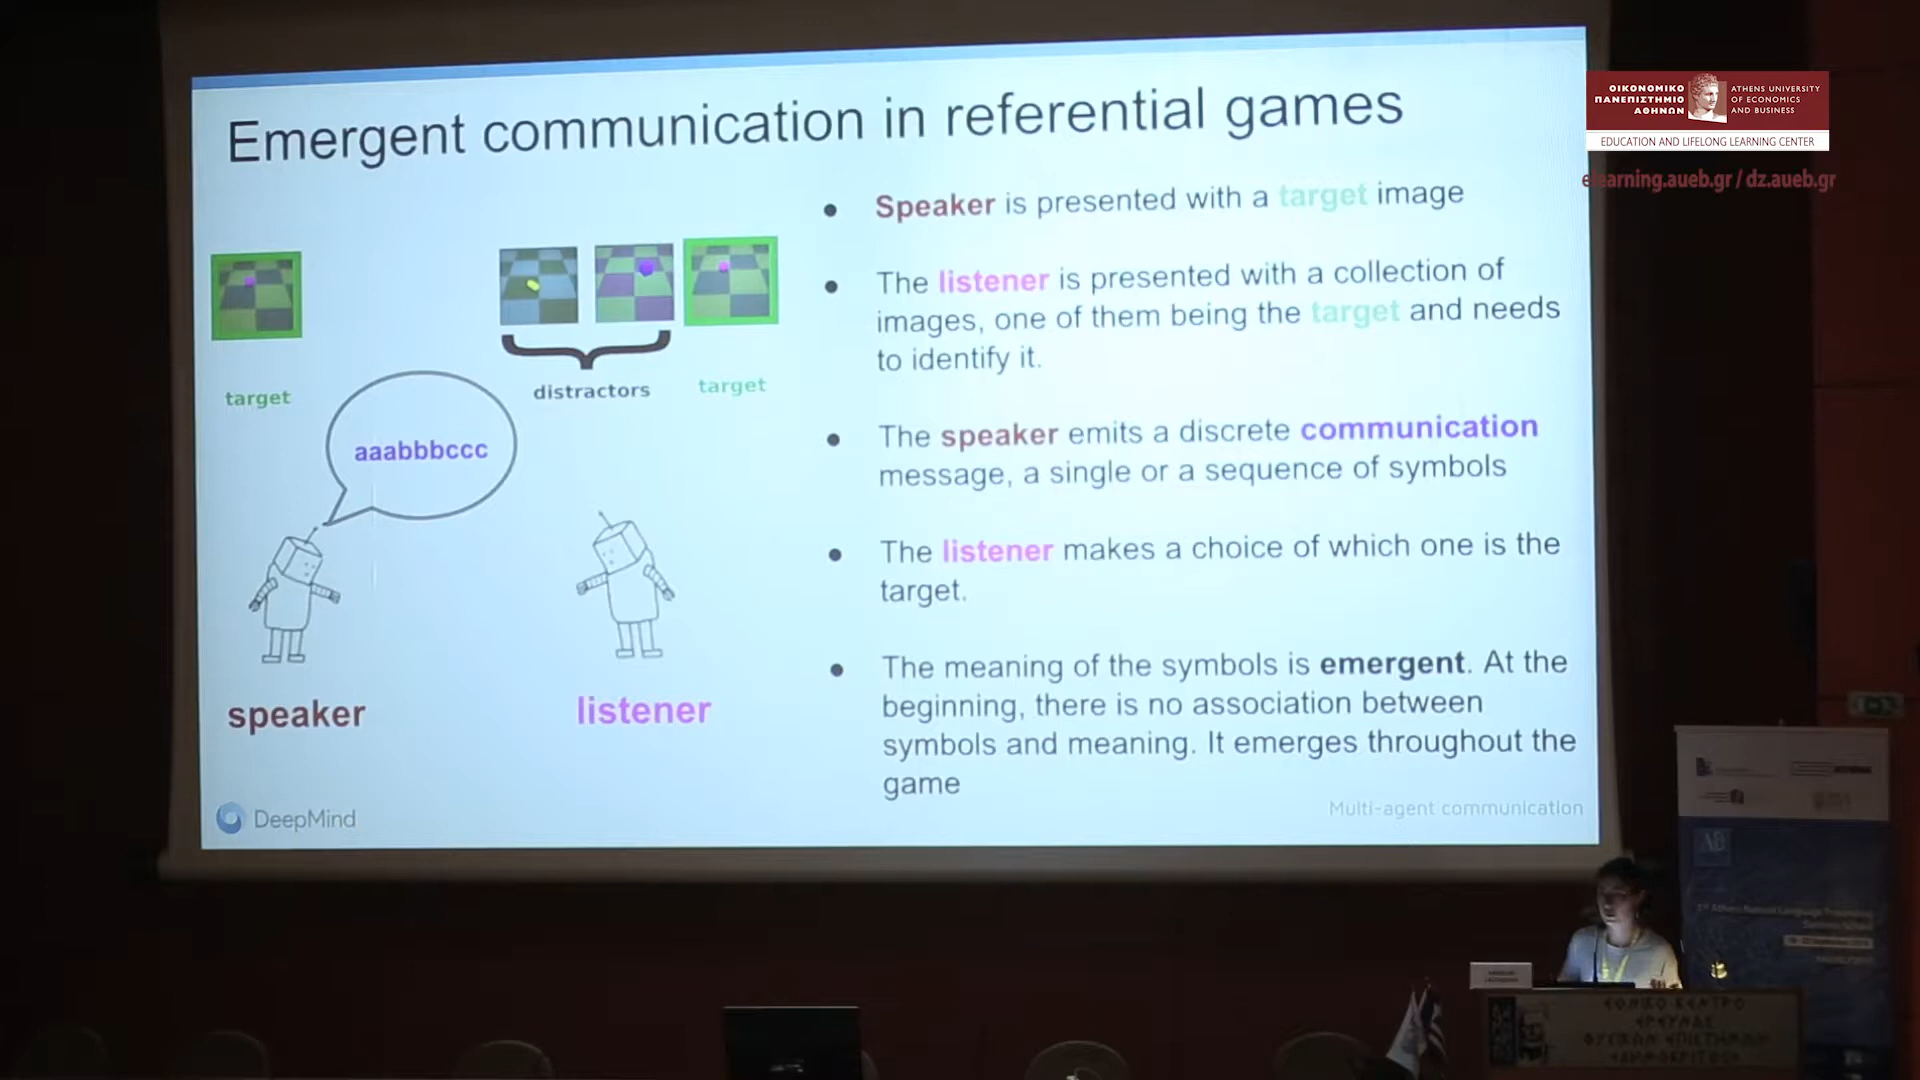 Emergent communication in referential games
target
distractors
target
aaabbbccc
speaker
listener
Speaker is presented with a target image
The listener is presented with a collection of
images, one of them being the target and needs
to identify it.
The speaker emits a discrete communication
message, a single or a sequence of symbols
The listener makes a choice of which one is the
target.
The meaning of the symbols is emergent. At the
beginning, there is no association between
symbols and meaning. It emerges throughout the
game
DeepMind
Multi-agent communication
ΟΙΚΟΝΟΜΙΚΟ
ΠΑΝΕΠΙΣΤΗΜΙΟ
ΑΘΗΝΩΝ
ATHENS UNIVERSITY
OF ECONOMICS
AND BUSINESS
EDUCATION AND LIFELONG LEARNING CENTER
elearning.aueb.gr / dz.aueb.gr